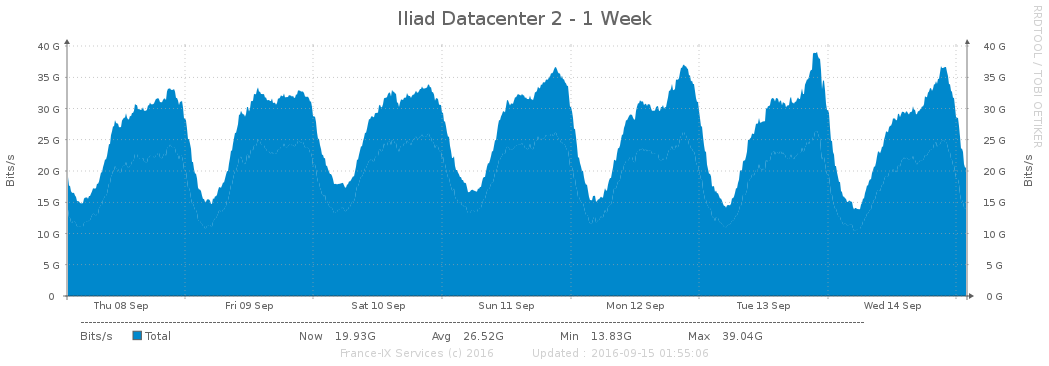 Iliad Datacenter 2 - 1 Week
RRDTOOL / TOBI OETIKER
Bits/s
40 G 40 G
35 G 35 G
30 G 30 G
25 G 25 G
20 G 20 G
15 G 15 G
10 G 10 G
5 G 5 G
0 0 G
Bits/s
Thu 08 Sep Fri 09 Sep Sat 10 Sep Sun 11 Sep Mon 12 Sep Tue 13 Sep Wed 14 Sep
Bits/s Total Now 19.93G Avg 26.52G Min 13.83G Max 39.04G
France-IX Services (c) 2016 Updated : 2016-09-15 01:55:06